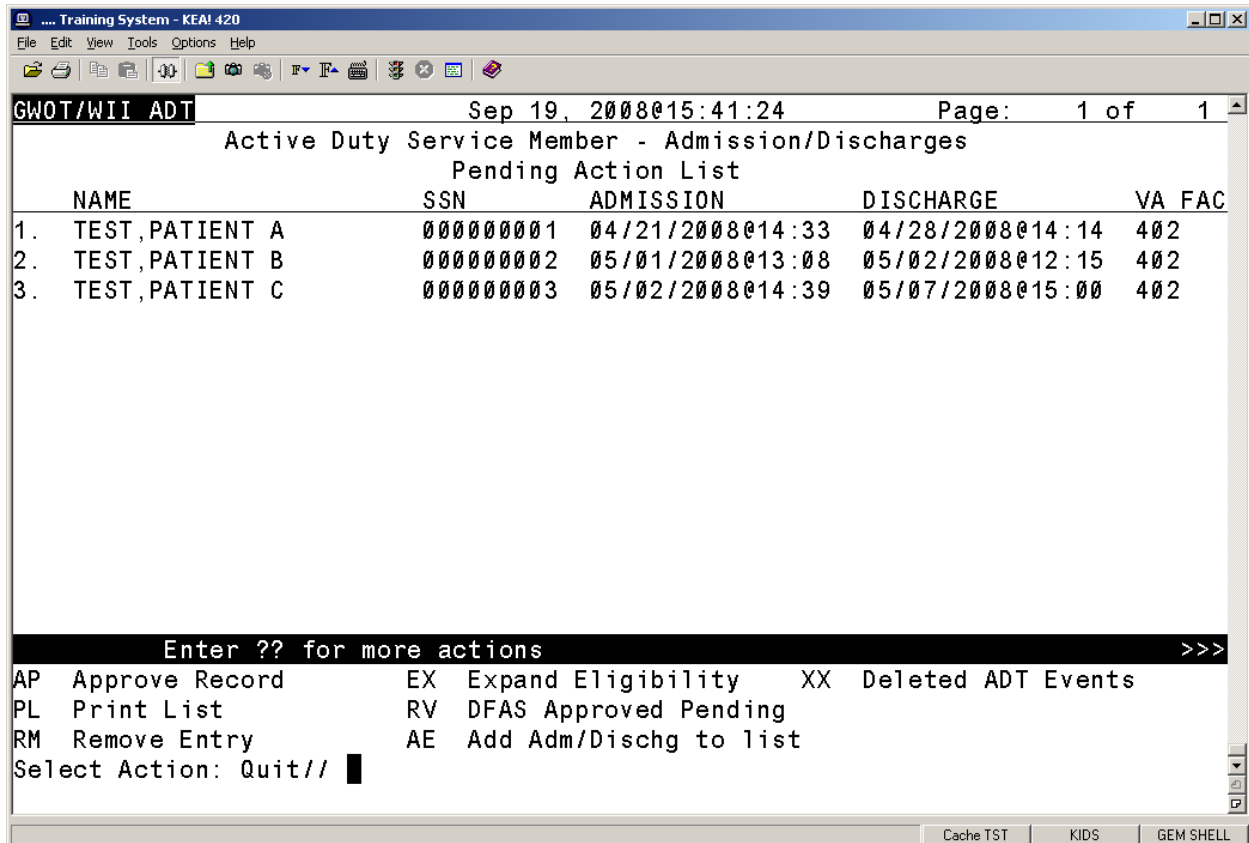 .... Training System - KEA! 420
File Edit View Tools Options Help
GWOT/WII ADT Sep 19, 2008@15:41:24 Page: 1 of 1
Active Duty Service Member - Admission/Discharges
Pending Action List
NAME SSN ADMISSION DISCHARGE VA FAC
1. TEST,PATIENT A 000000001 04/21/2008@14:33 04/28/2008@14:14 402
2. TEST,PATIENT B 000000002 05/01/2008@13:08 05/02/2008@12:15 402
3. TEST,PATIENT C 000000003 05/02/2008@14:39 05/07/2008@15:00 402
Enter ?? for more actions >>>
AP Approve Record EX Expand Eligibility XX Deleted ADT Events
PL Print List RV DFAS Approved Pending
RM Remove Entry AE Add Adm/Dischg to list
Select Action: Quit//
Cache TST KIDS GEM SHELL